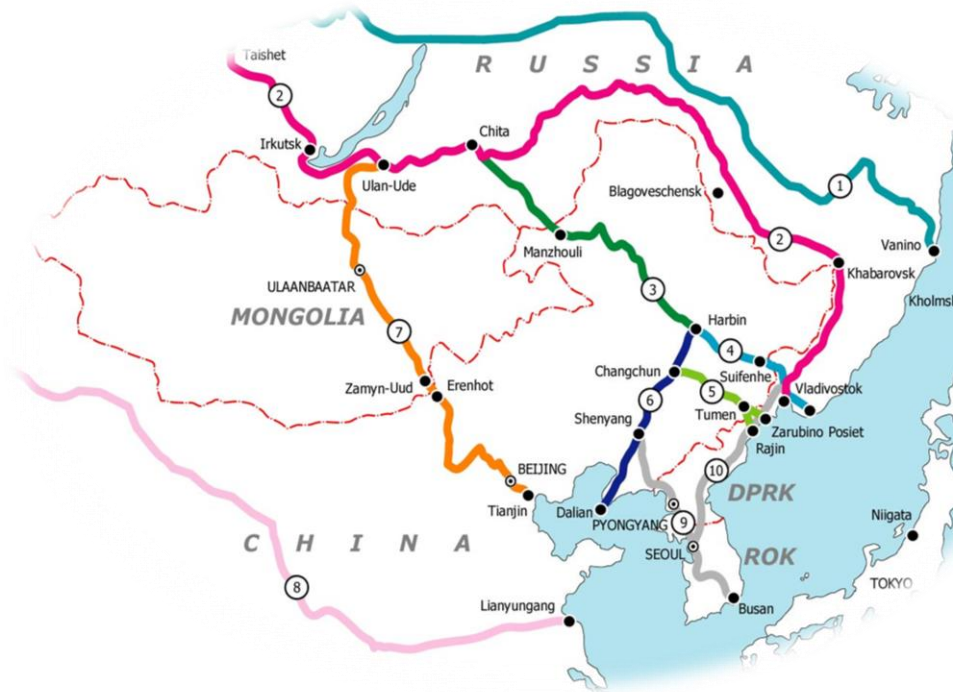 Taishet
R U S S I A
2
Irkutsk
Chita
Ulan-Ude
Blagoveschensk
1
2
Vanino
Manzhouli
Khabarovsk
ULAANBAATAR
3
Kholmsk
MONGOLIA
7
Harbin
4
Changchun
Suifenhe
Zamyn-Uud
Erenhot
5
Vladivostok
6
Shenyang
Tumen
Zarubino Posiet
Rajin
BEIJING
10
DPRK
Tianjin
Dalian
PYONGYANG
9
Niigata
C H I N A
SEOUL
ROK
8
TOKYO
Lianyungang
Busan